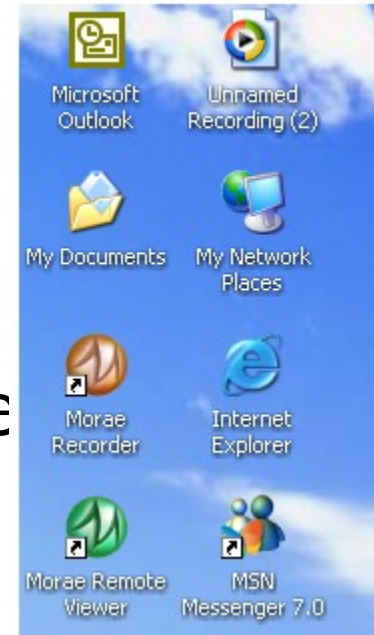 Microsoft
Outlook
Unnamed
Recording (2)
My Documents
My Network
Places
e
Morae
Recorder
Internet
Explorer
Morae Remote
Viewer
MSN
Messenger 7.0